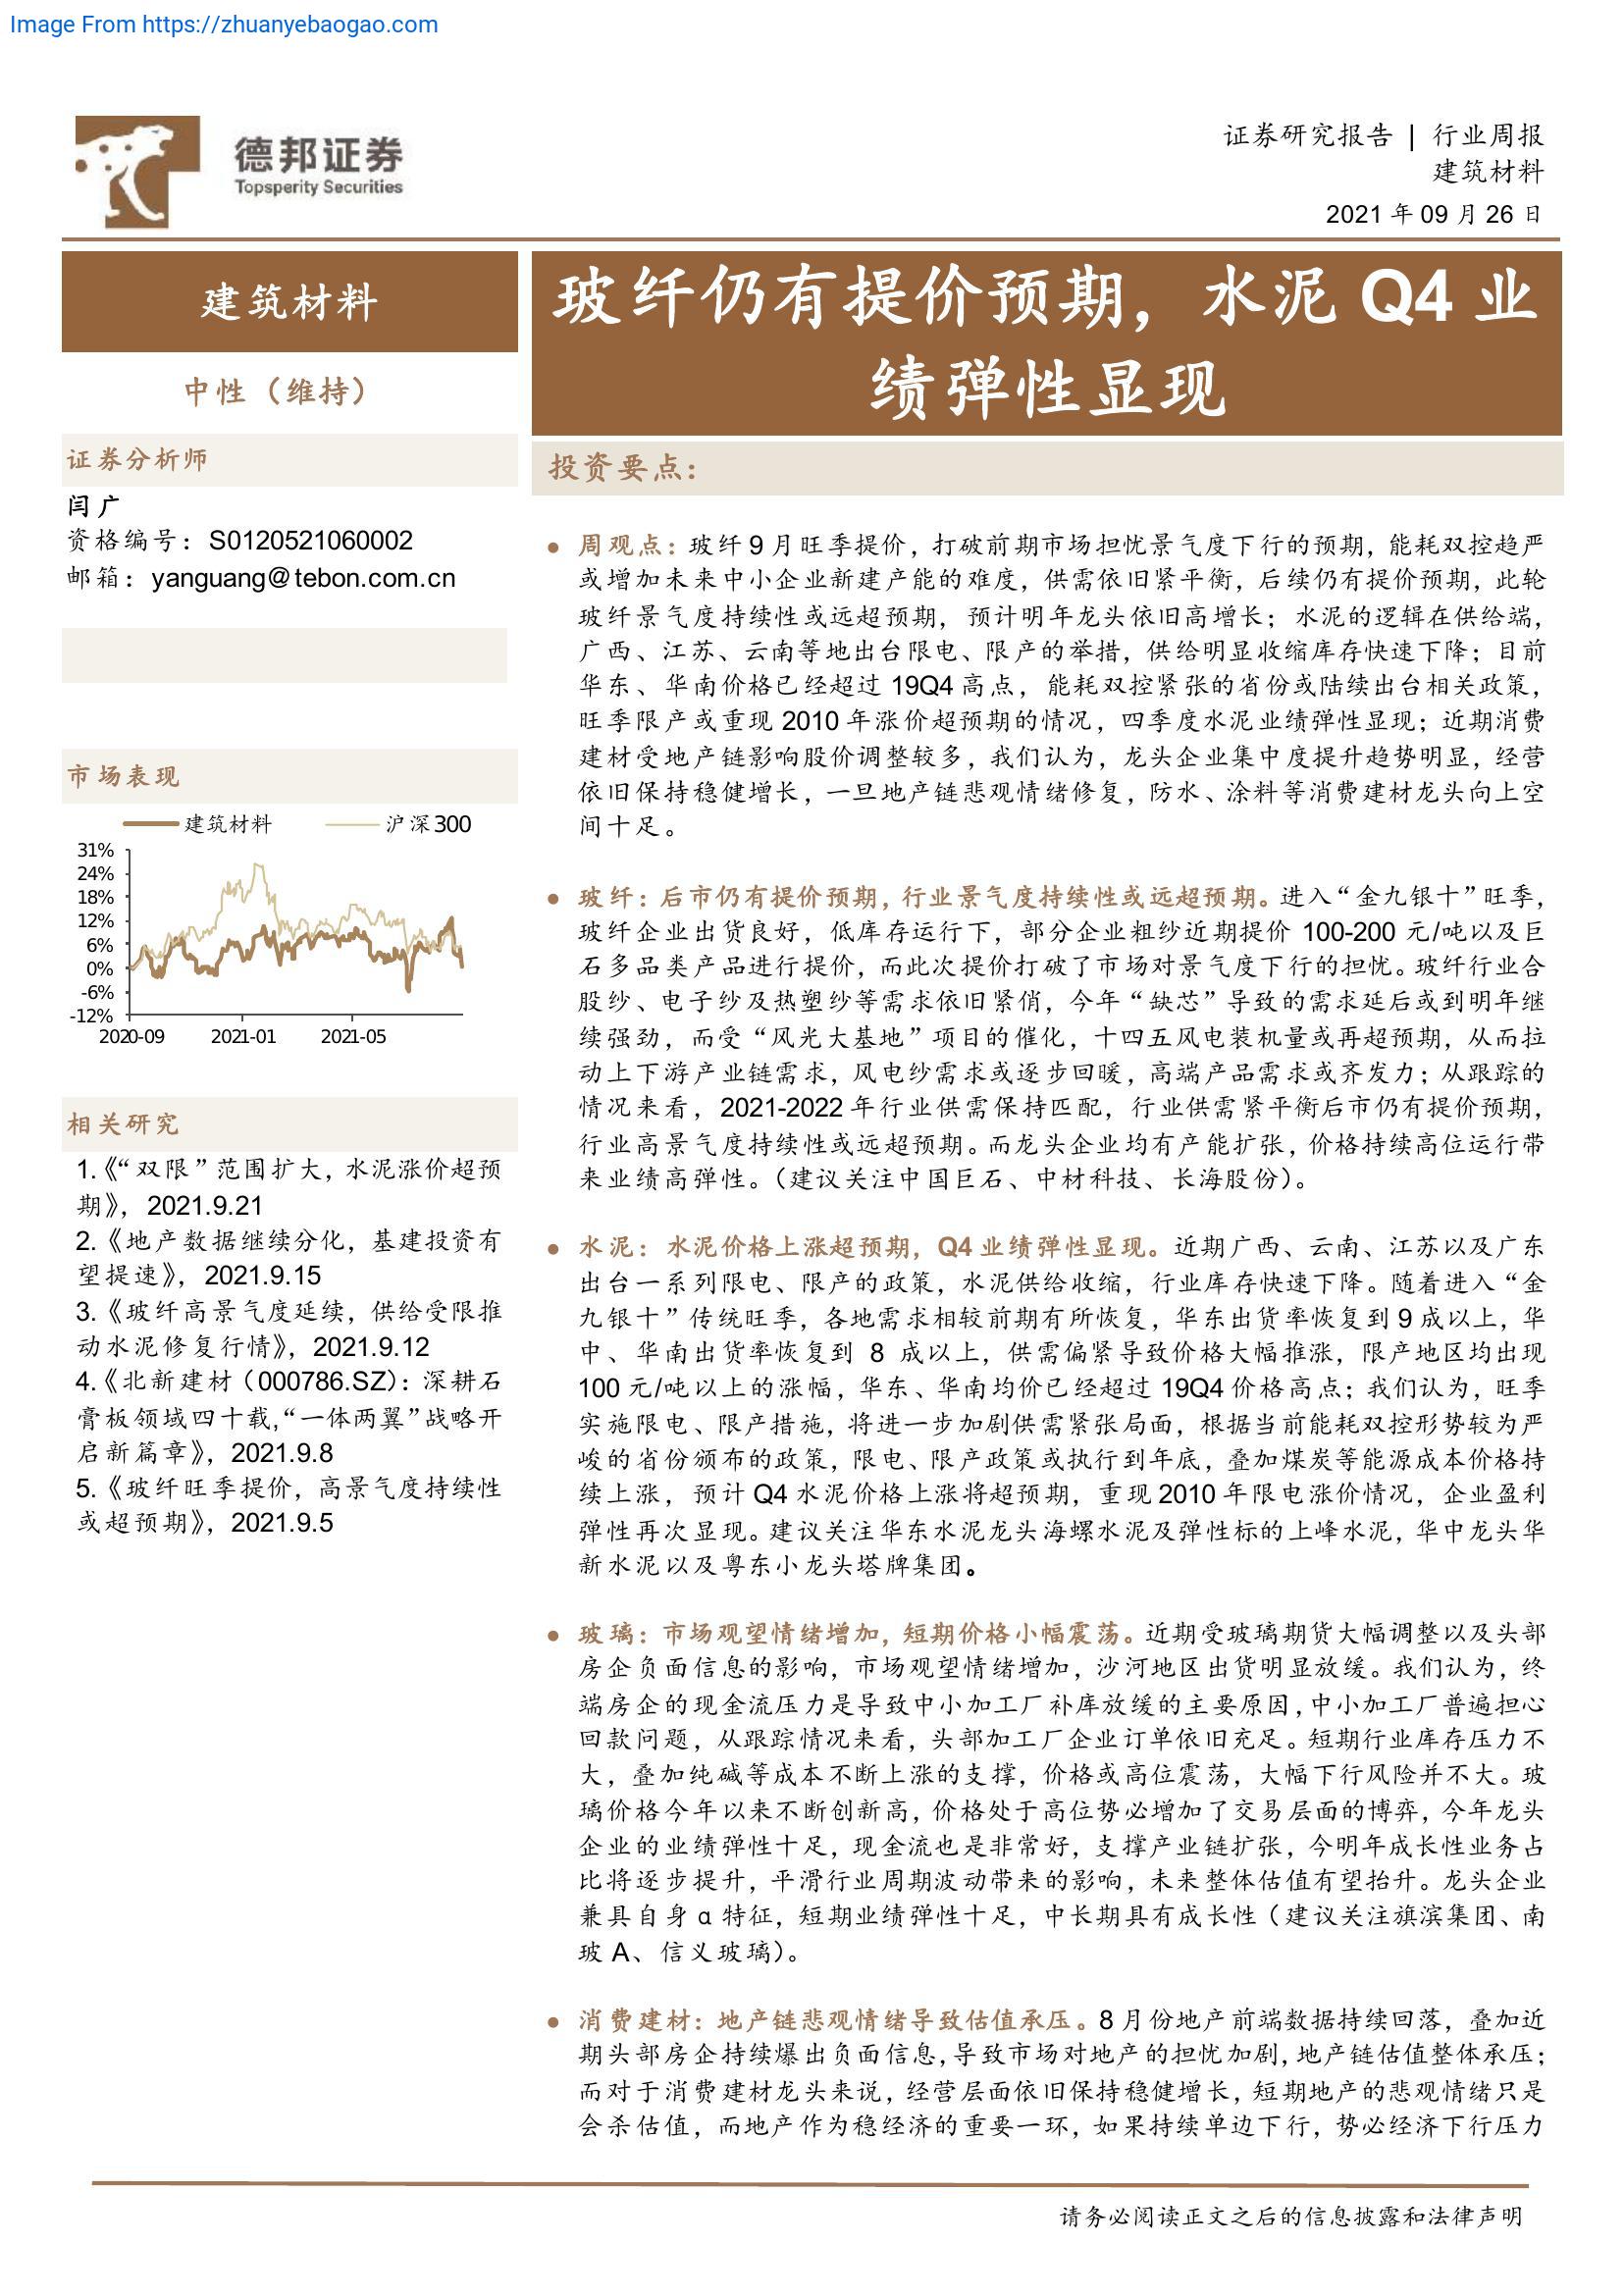 Image From https://zhuanyebaogao.com
德邦证券
Topsperity Securities
证券研究报告 | 行业周报
建筑材料
2021 年 09 月 26 日
建筑材料
中性（维持）
证券分析师
闫广
资格编号：S0120521060002
邮箱：yanguang@tebon.com.cn
市场表现
建筑材料 沪深300
31%
24%
18%
12%
6%
0%
-6%
-12%
2020-09 2021-01 2021-05
相关研究
1.《“双限”范围扩大，水泥涨价超预
期》，2021.9.21
2.《地产数据继续分化，基建投资有
望提速》，2021.9.15
3.《玻纤高景气度延续，供给受限推
动水泥修复行情》，2021.9.12
4.《北新建材（000786.SZ）：深耕石
膏板领域四十载,“一体两翼”战略开
启新篇章》，2021.9.8
5.《玻纤旺季提价，高景气度持续性
或超预期》，2021.9.5
玻纤仍有提价预期，水泥 Q4 业
绩弹性显现
投资要点：
● 周观点：玻纤 9 月旺季提价，打破前期市场担忧景气度下行的预期，能耗双控趋严
或增加未来中小企业新建产能的难度，供需依旧紧平衡，后续仍有提价预期，此轮
玻纤景气度持续性或远超预期，预计明年龙头依旧高增长；水泥的逻辑在供给端，
广西、江苏、云南等地出台限电、限产的举措，供给明显收缩库存快速下降；目前
华东、华南价格已经超过 19Q4 高点，能耗双控紧张的省份或陆续出台相关政策，
旺季限产或重现 2010 年涨价超预期的情况，四季度水泥业绩弹性显现；近期消费
建材受地产链影响股价调整较多，我们认为，龙头企业集中度提升趋势明显，经营
依旧保持稳健增长，一旦地产链悲观情绪修复，防水、涂料等消费建材龙头向上空
间十足。
● 玻纤：后市仍有提价预期，行业景气度持续性或远超预期。进入“金九银十”旺季，
玻纤企业出货良好，低库存运行下，部分企业粗纱近期提价 100-200 元/吨以及巨
石多品类产品进行提价，而此次提价打破了市场对景气度下行的担忧。玻纤行业合
股纱、电子纱及热塑纱等需求依旧紧俏，今年“缺芯”导致的需求延后或到明年继
续强劲，而受“风光大基地”项目的催化，十四五风电装机量或再超预期，从而拉
动上下游产业链需求，风电纱需求或逐步回暖，高端产品需求或齐发力；从跟踪的
情况来看，2021-2022 年行业供需保持匹配，行业供需紧平衡后市仍有提价预期，
行业高景气度持续性或远超预期。而龙头企业均有产能扩张，价格持续高位运行带
来业绩高弹性。（建议关注中国巨石、中材科技、长海股份）。
● 水泥：水泥价格上涨超预期，Q4 业绩弹性显现。近期广西、云南、江苏以及广东
出台一系列限电、限产的政策，水泥供给收缩，行业库存快速下降。随着进入“金
九银十”传统旺季，各地需求相较前期有所恢复，华东出货率恢复到 9 成以上，华
中、华南出货率恢复到 8 成以上，供需偏紧导致价格大幅推涨，限产地区均出现
100 元/吨以上的涨幅，华东、华南均价已经超过 19Q4 价格高点；我们认为，旺季
实施限电、限产措施，将进一步加剧供需紧张局面，根据当前能耗双控形势较为严
峻的省份颁布的政策，限电、限产政策或执行到年底，叠加煤炭等能源成本价格持
续上涨，预计 Q4 水泥价格上涨将超预期，重现 2010 年限电涨价情况，企业盈利
弹性再次显现。建议关注华东水泥龙头海螺水泥及弹性标的上峰水泥，华中龙头华
新水泥以及粤东小龙头塔牌集团。
● 玻璃：市场观望情绪增加，短期价格小幅震荡。近期受玻璃期货大幅调整以及头部
房企负面信息的影响，市场观望情绪增加，沙河地区出货明显放缓。我们认为，终
端房企的现金流压力是导致中小加工厂补库放缓的主要原因，中小加工厂普遍担心
回款问题，从跟踪情况来看，头部加工厂企业订单依旧充足。短期行业库存压力不
大，叠加纯碱等成本不断上涨的支撑，价格或高位震荡，大幅下行风险并不大。玻
璃价格今年以来不断创新高，价格处于高位势必增加了交易层面的博弈，今年龙头
企业的业绩弹性十足，现金流也是非常好，支撑产业链扩张，今明年成长性业务占
比将逐步提升，平滑行业周期波动带来的影响，未来整体估值有望抬升。龙头企业
兼具自身 α 特征，短期业绩弹性十足，中长期具有成长性（建议关注旗滨集团、南
玻 A、信义玻璃）。
● 消费建材：地产链悲观情绪导致估值承压。8 月份地产前端数据持续回落，叠加近
期头部房企持续爆出负面信息，导致市场对地产的担忧加剧，地产链估值整体承压；
而对于消费建材龙头来说，经营层面依旧保持稳健增长，短期地产的悲观情绪只是
会杀估值，而地产作为稳经济的重要一环，如果持续单边下行，势必经济下行压力
请务必阅读正文之后的信息披露和法律声明